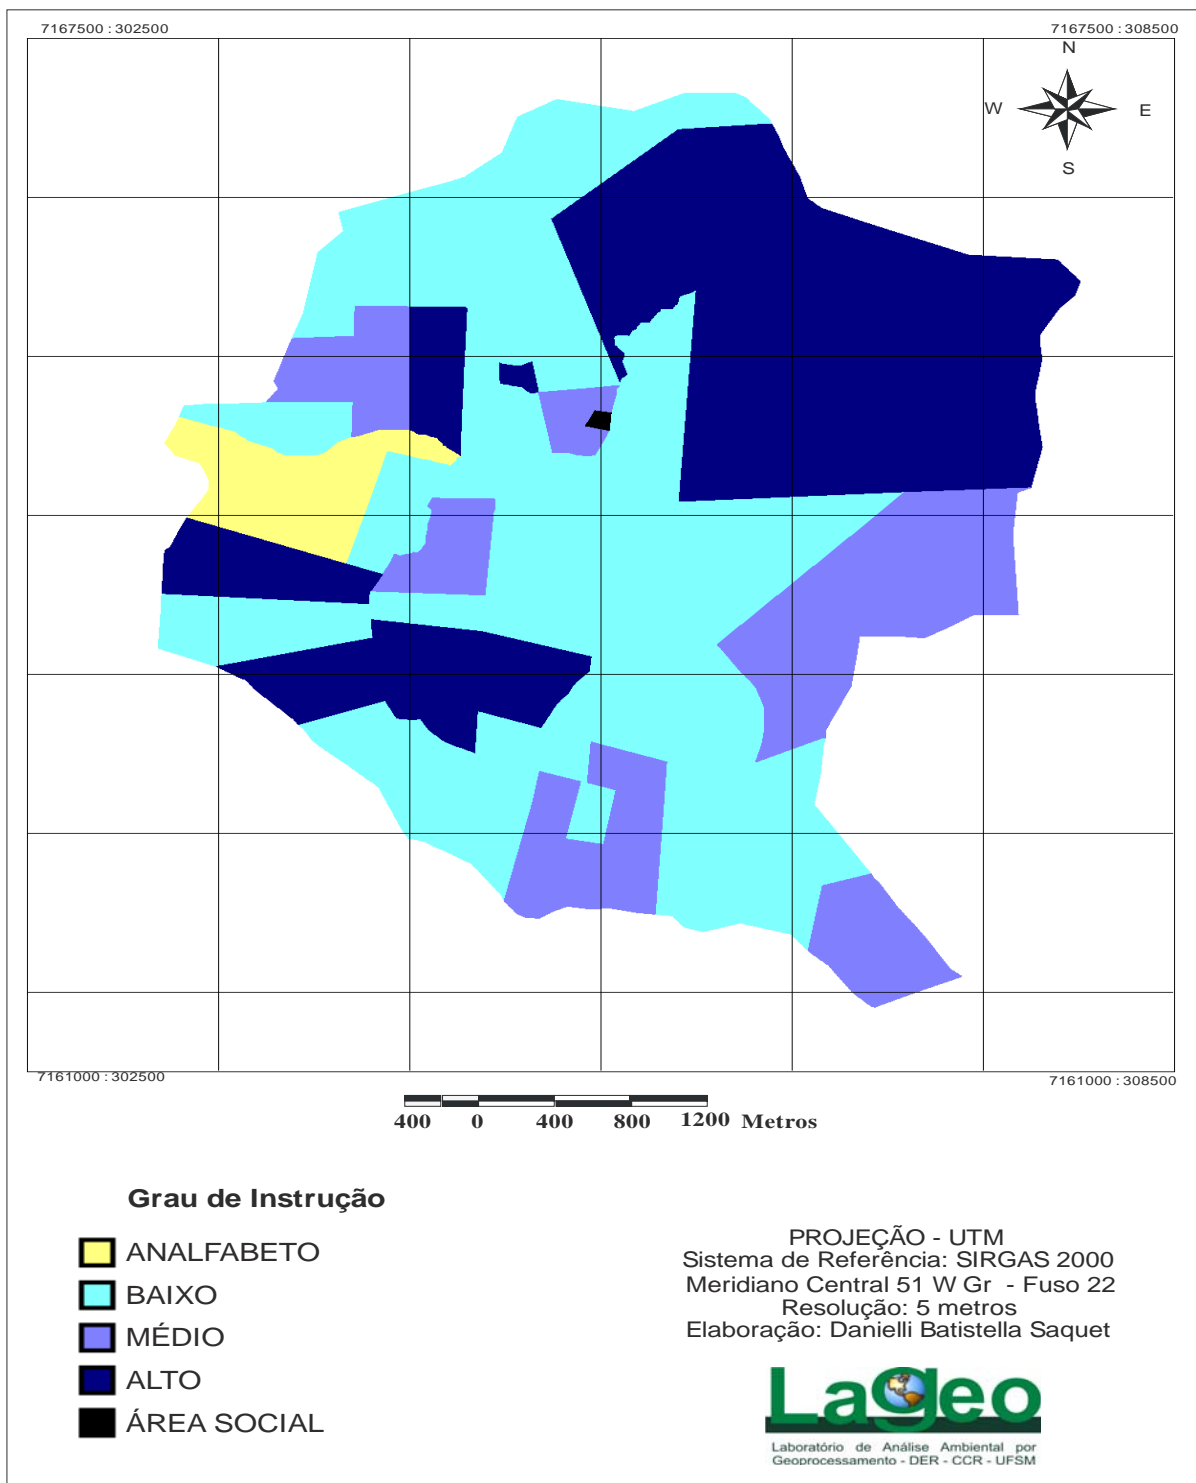 7167500 : 302500
7167500 : 308500
N
W
E
S
7161000 : 302500
7161000 : 308500
400 0 400 800 1200 Metros
Grau de Instrução
ANALFABETO
BAIXO
MÉDIO
ALTO
ÁREA SOCIAL
PROJEÇÃO - UTM
Sistema de Referência: SIRGAS 2000
Meridiano Central 51 W Gr - Fuso 22
Resolução: 5 metros
Elaboração: Danielli Batistella Saquet
Lageo
Laboratório de Análise Ambiental por
Geoprocessamento - DER - CCR - UFSM